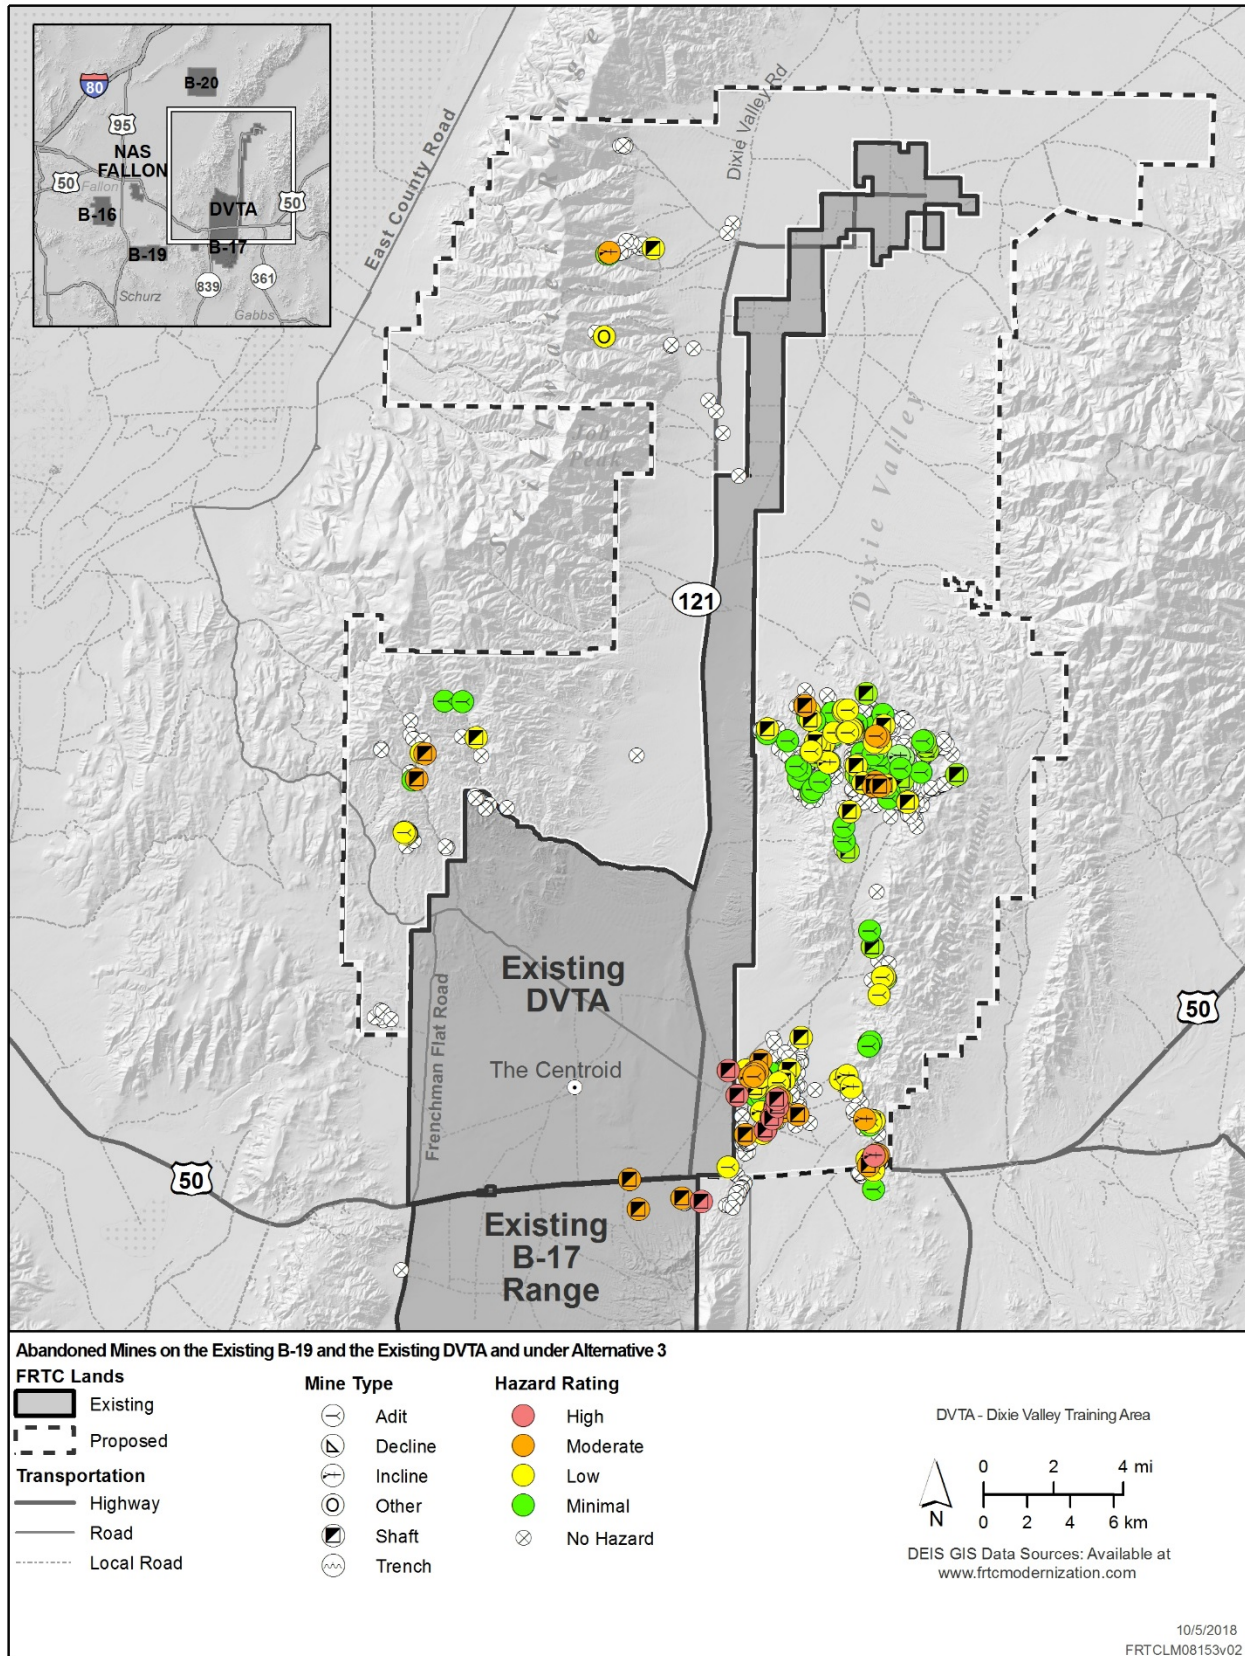 B-20
80
95
NAS
FALLON
50
Fallon
B-16
DVTA
50
B-19
B-17
839
361
Schurz
Gabbs
East County Road
Dixie Valley Rd
Stillwater Range
Job
Peak
Dixie Valley
121
Existing
DVTA
The Centroid
Frenchman Flat Road
50
50
Existing
B-17
Range
Abandoned Mines on the Existing B-19 and the Existing DVTA and under Alternative 3
FRTC Lands
Existing
Proposed
Transportation
Highway
Road
Local Road
Mine Type
Adit
Decline
Incline
O Other
Shaft
Trench
Hazard Rating
High
Moderate
Low
Minimal
No Hazard
DVTA - Dixie Valley Training Area
N
0 2 4 mi
0 2 4 6 km
DEIS GIS Data Sources: Available at
www.frtcmodernization.com
10/5/2018
FRTCLM08153v02